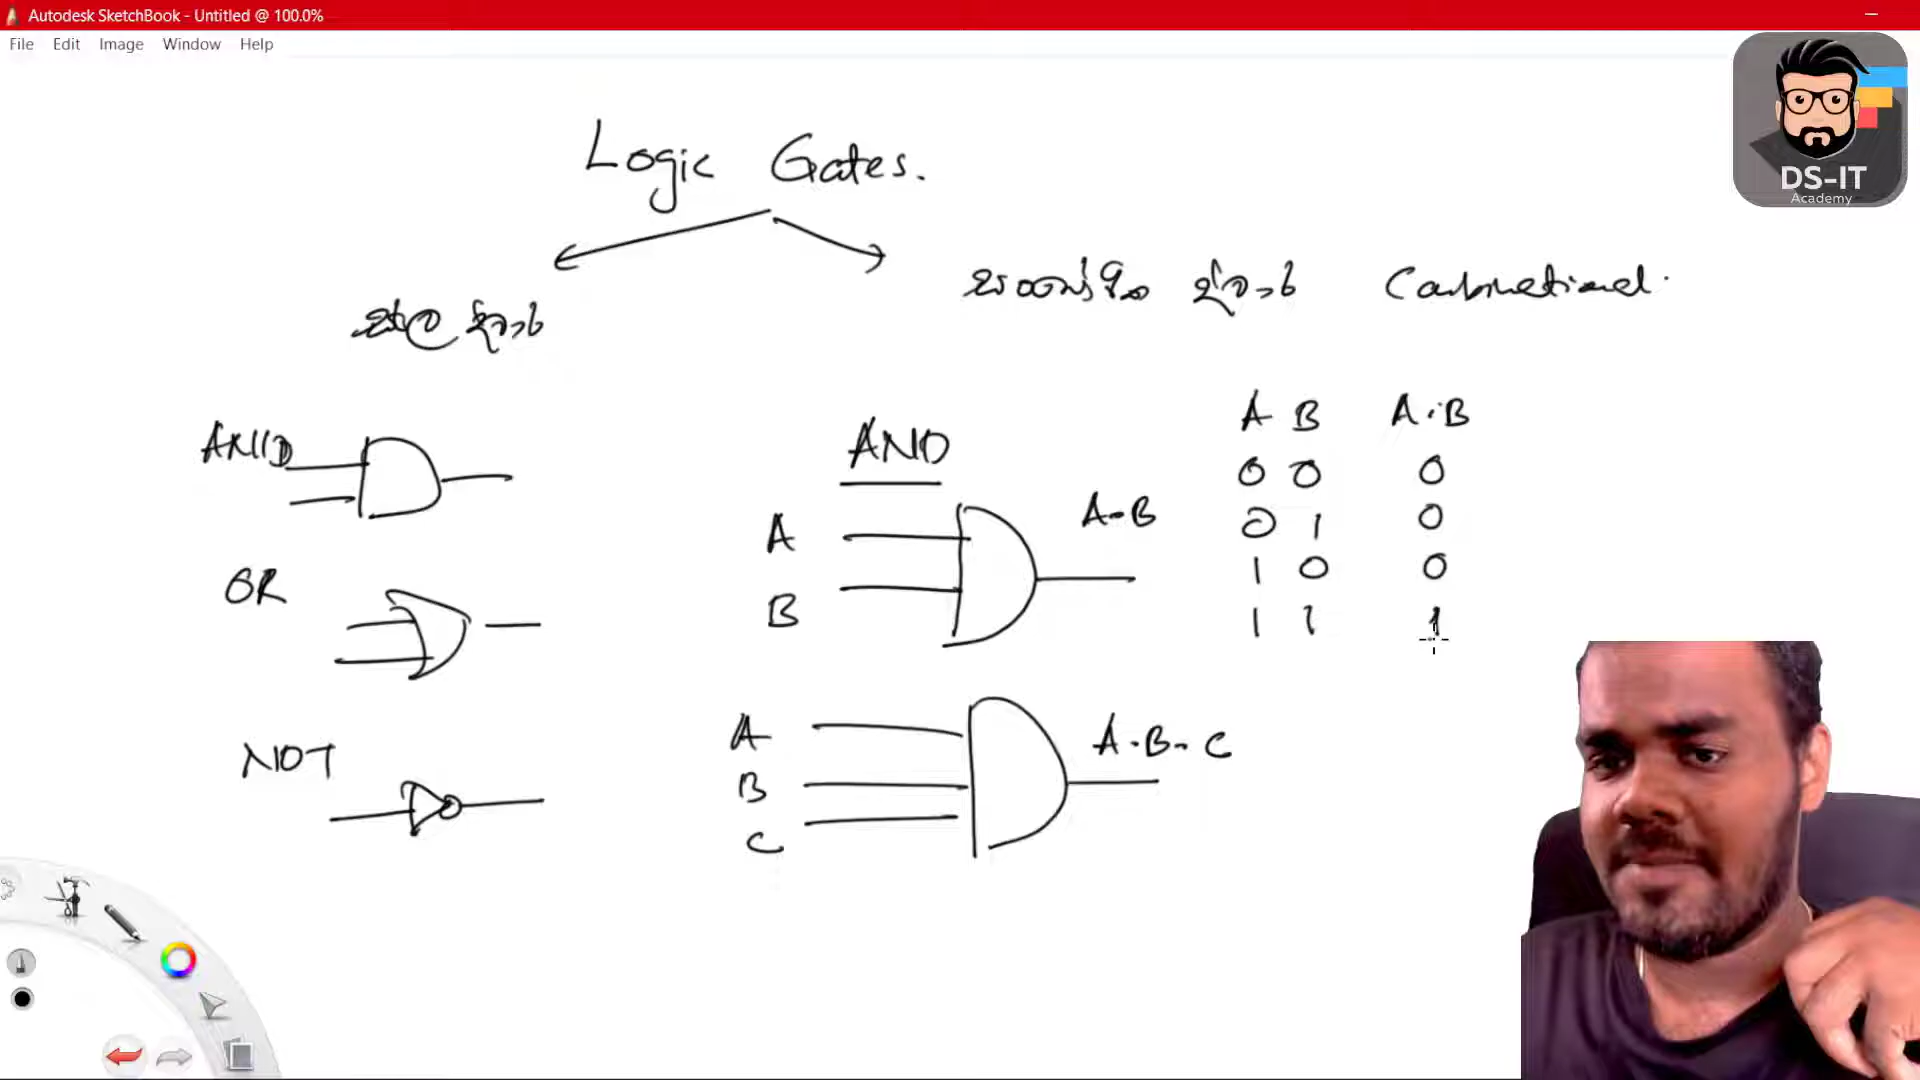 Autodesk SketchBook - Untitled @ 100.0%
File Edit Image Window Help
DS-IT
Academy
Logic Gates.
සංයුක්ත ද්වාර Combinational.
මූලික ද්වාර
AND
OR
NOT
AND
A
B
A.B
A B A.B
0 0 0
0 1 0
1 0 0
1 1 1
A
B
C
A.B.C